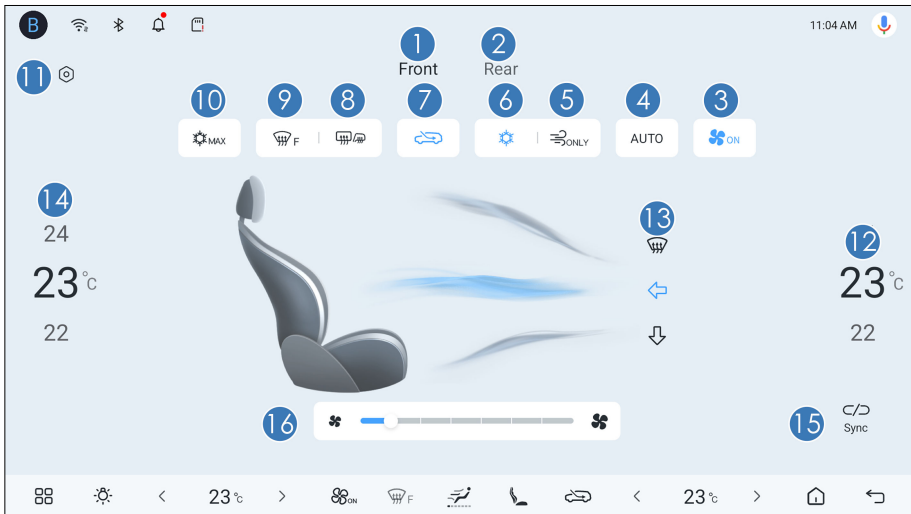 B
11:04 AM
1 2
Front Rear
11
10 9 8 7 6 5 4 3
MAX F ONLY AUTO ON
14
24
23°C
22
13
12
23°C
22
16
15
Sync
23°C ON F 23°C